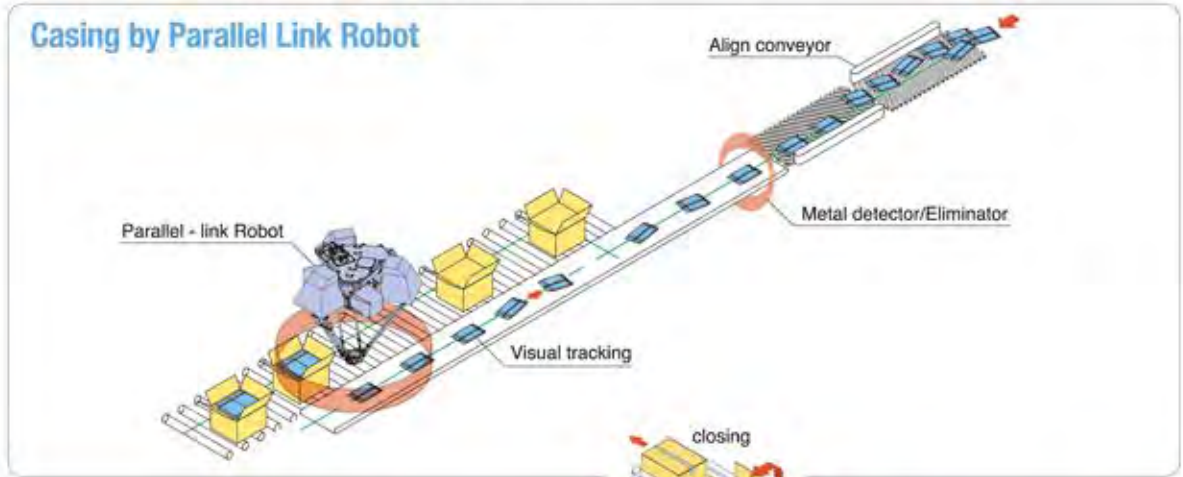 Casing by Parallel Link Robot
Align conveyor
Metal detector/Eliminator
Parallel - link Robot
Visual tracking
closing